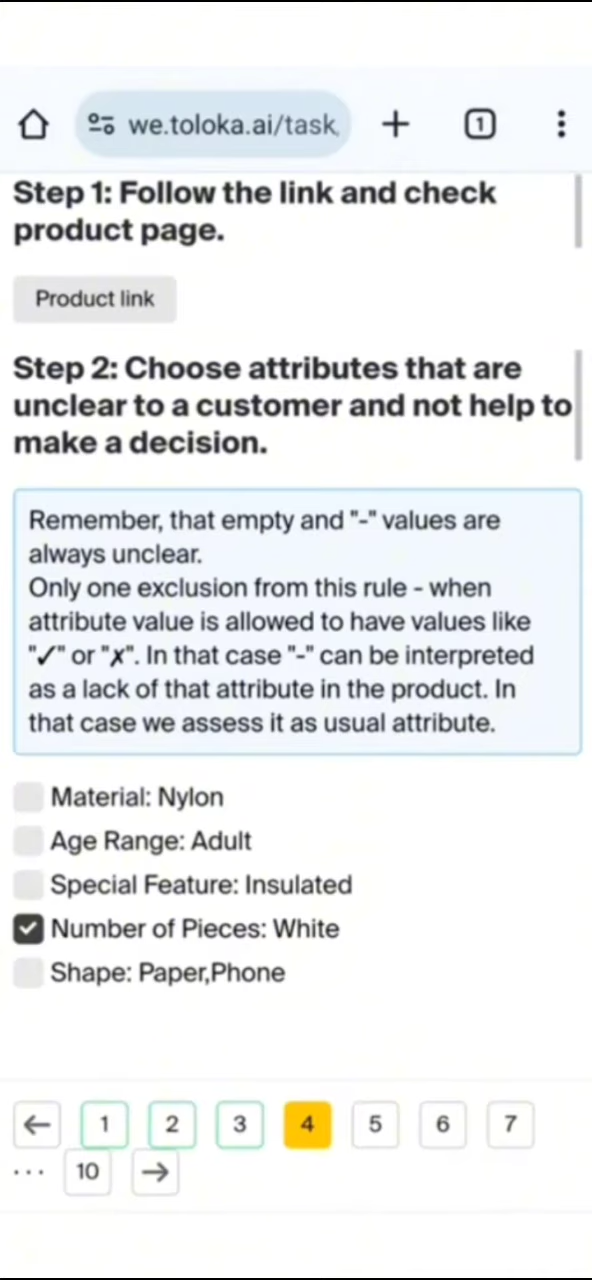 we.toloka.ai/task
1
Step 1: Follow the link and check
product page.
Product link
Step 2: Choose attributes that are
unclear to a customer and not help to
make a decision.
Remember, that empty and "-" values are
always unclear.
Only one exclusion from this rule - when
attribute value is allowed to have values like
"✓" or "✗". In that case "-" can be interpreted
as a lack of that attribute in the product. In
that case we assess it as usual attribute.
Material: Nylon
Age Range: Adult
Special Feature: Insulated
Number of Pieces: White
Shape: Paper,Phone
← 1 2 3 4 5 6 7
... 10 →